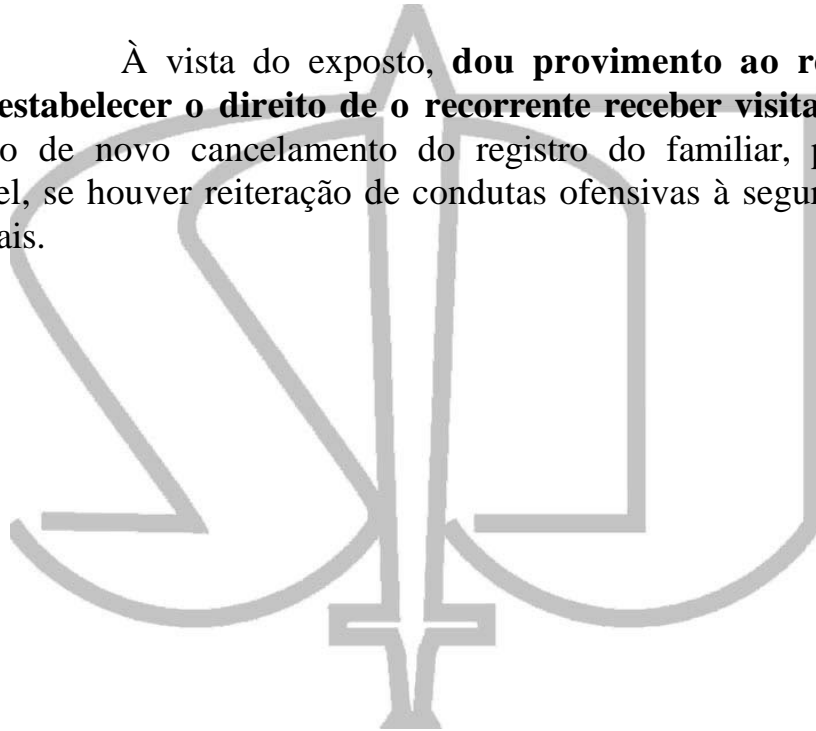 À vista do exposto, dou provimento ao re
estabelecer o direito de o recorrente receber visita
o de novo cancelamento do registro do familiar, p
el, se houver reiteração de condutas ofensivas à segur
ais.